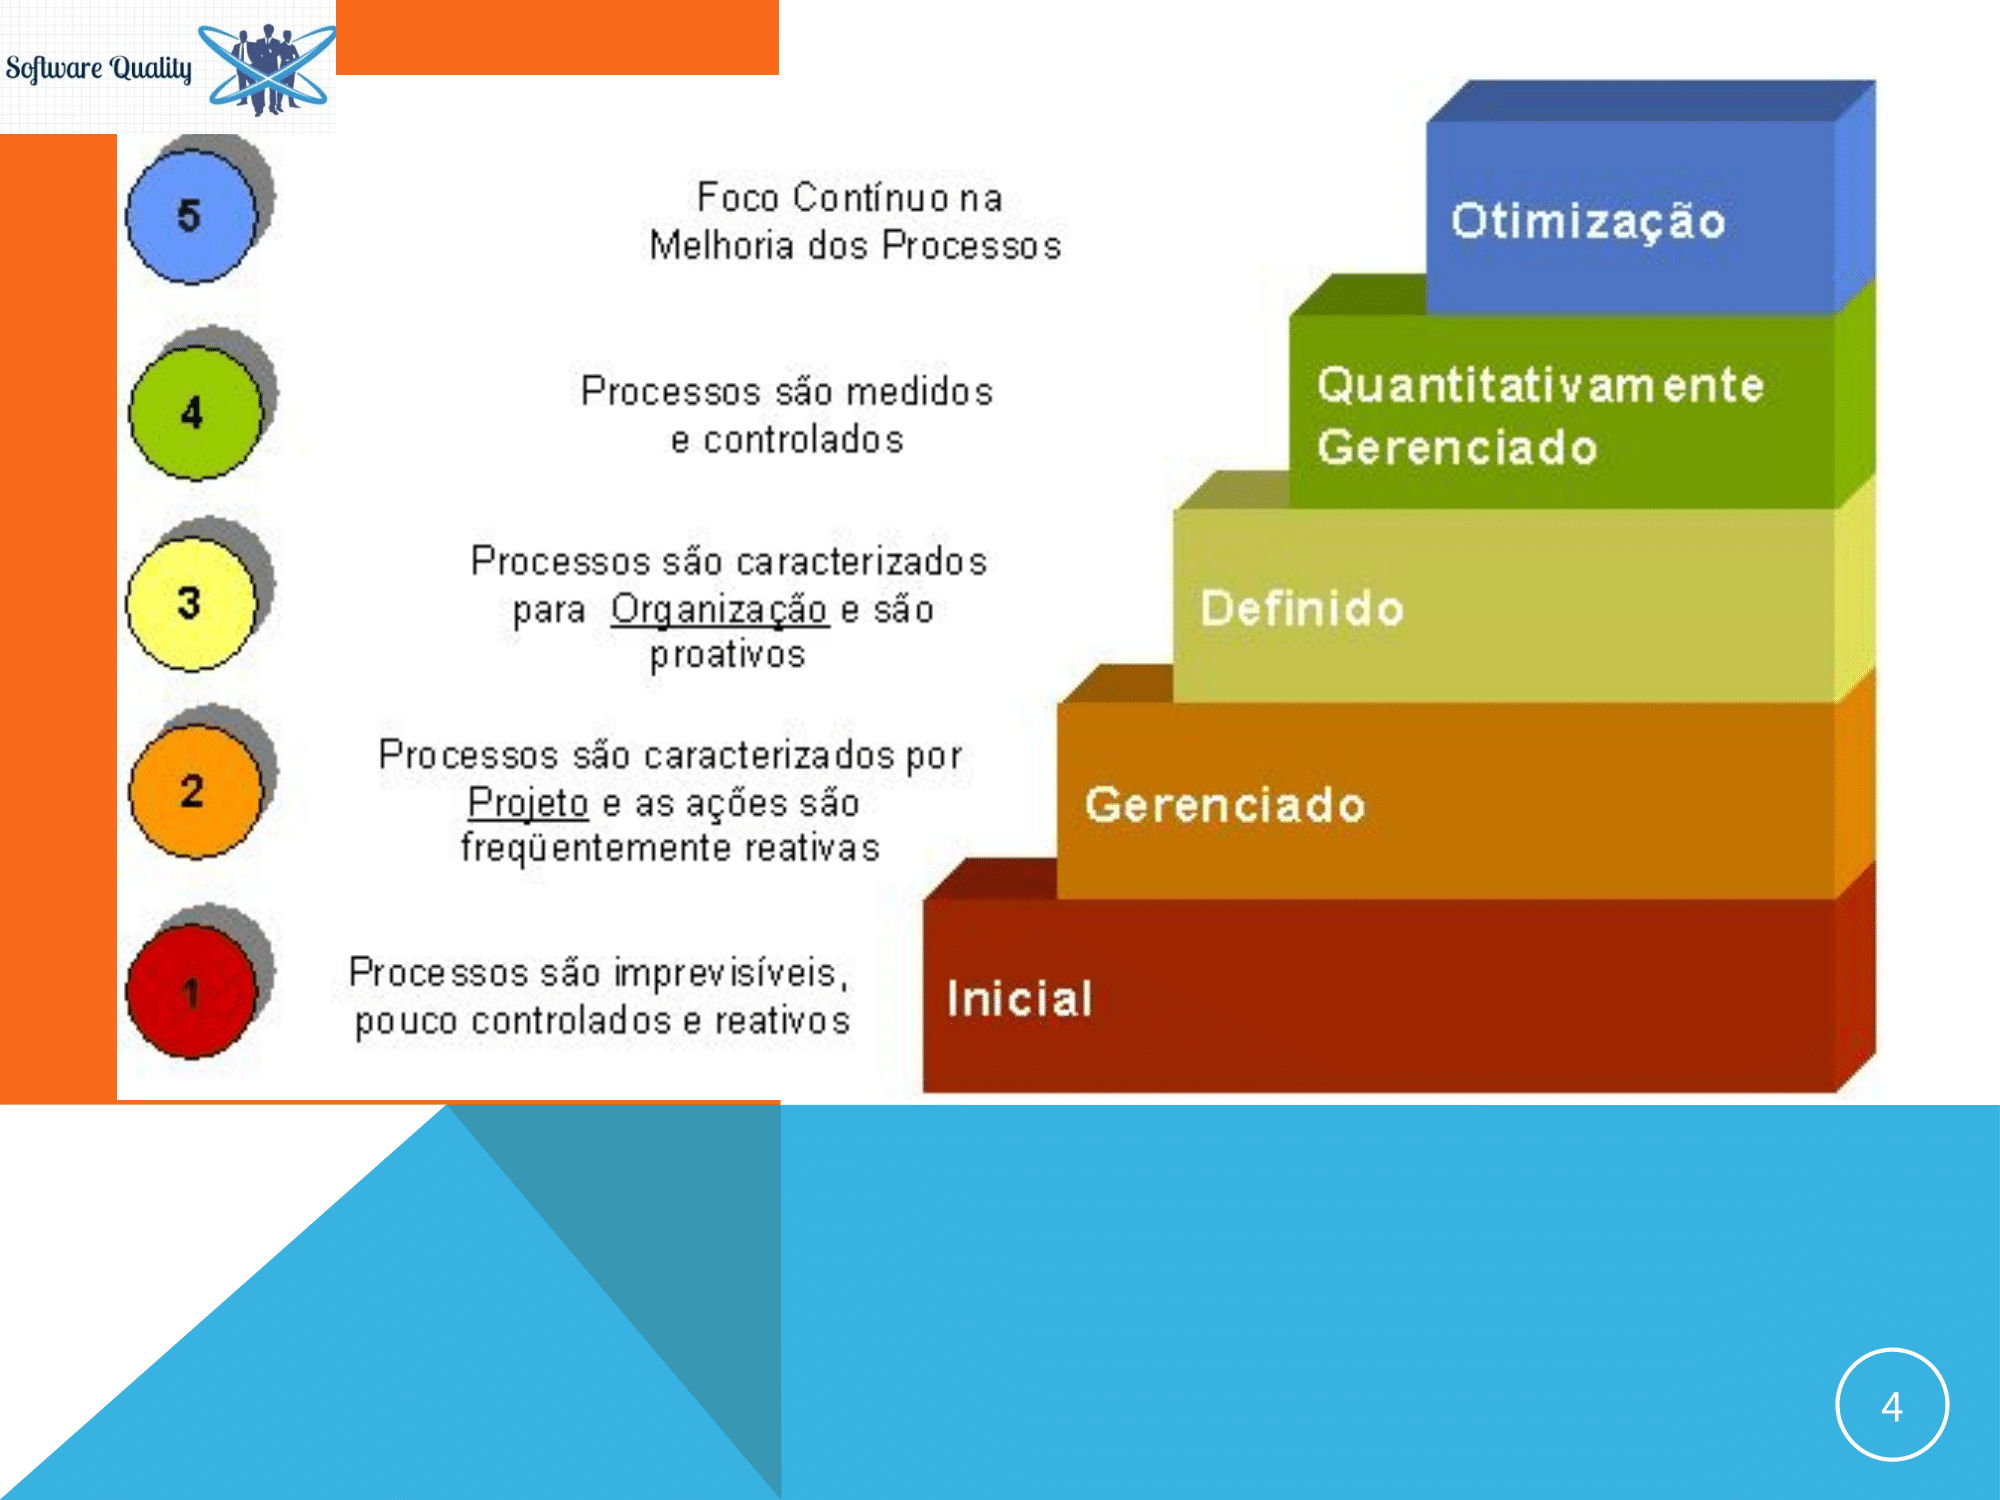 Software Quality
5
Foco Contínuo na
Melhoria dos Processos
Otimização
4
Processos são medidos
e controlados
Quantitativamente
Gerenciado
3
Processos são caracterizados
para Organização e são
proativos
Definido
2
Processos são caracterizados por
Projeto e as ações são
freqüentemente reativas
Gerenciado
1
Processos são imprevisíveis,
pouco controlados e reativos
Inicial
4